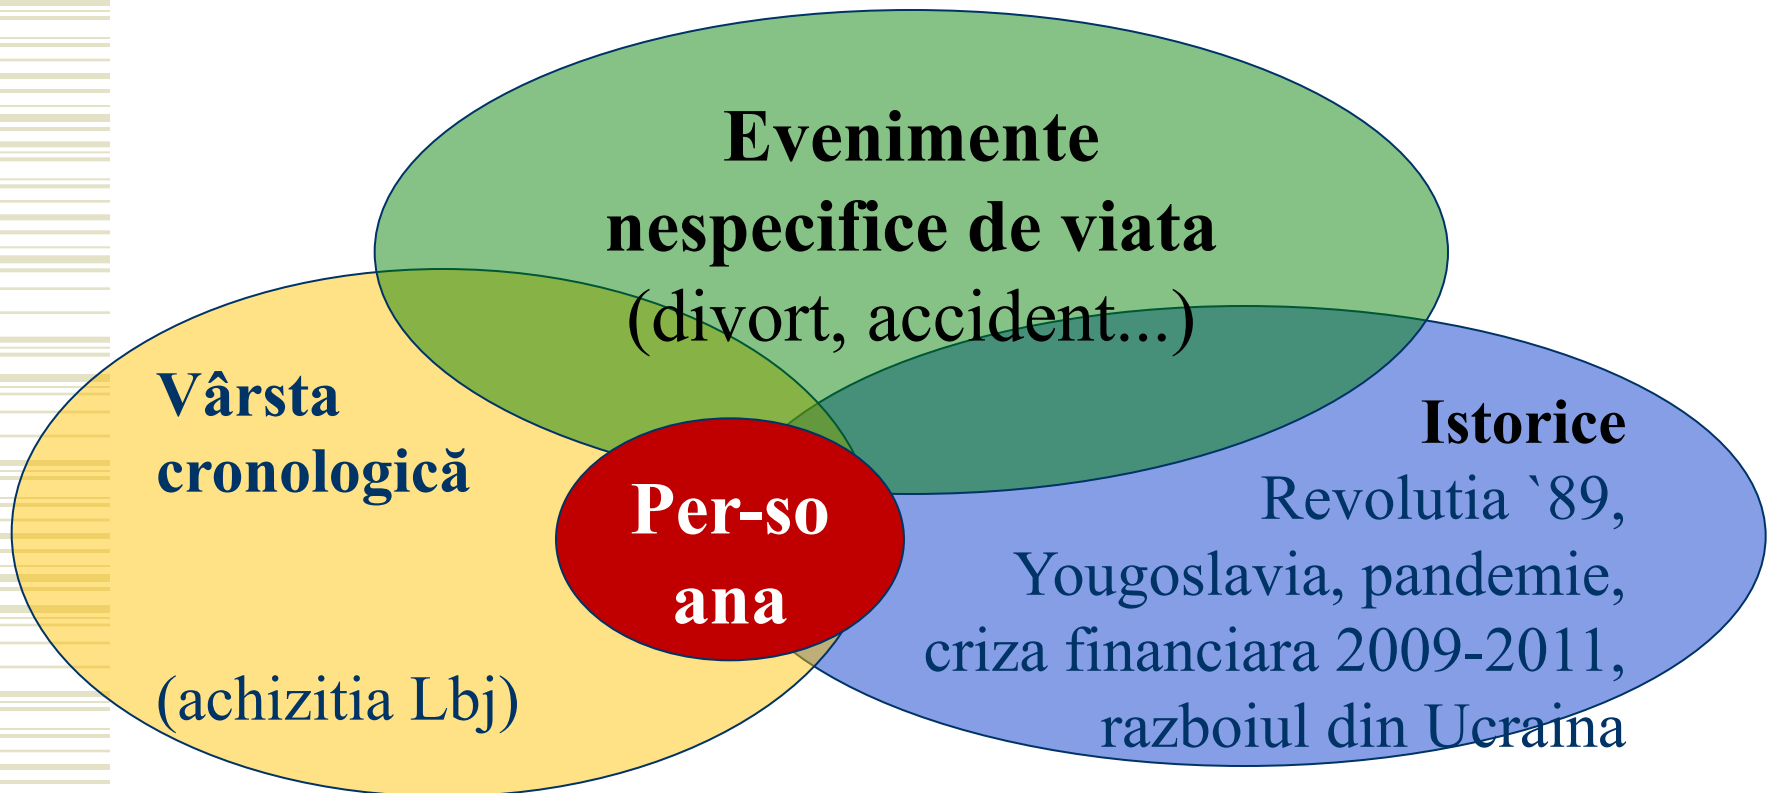 Evenimente
nespecifice de viata
(divort, accident...)
Vârsta
cronologică
(achizitia Lbj)
Per-so
ana
Istorice
Revolutia `89,
Yougoslavia, pandemie,
criza financiara 2009-2011,
razboiul din Ucraina